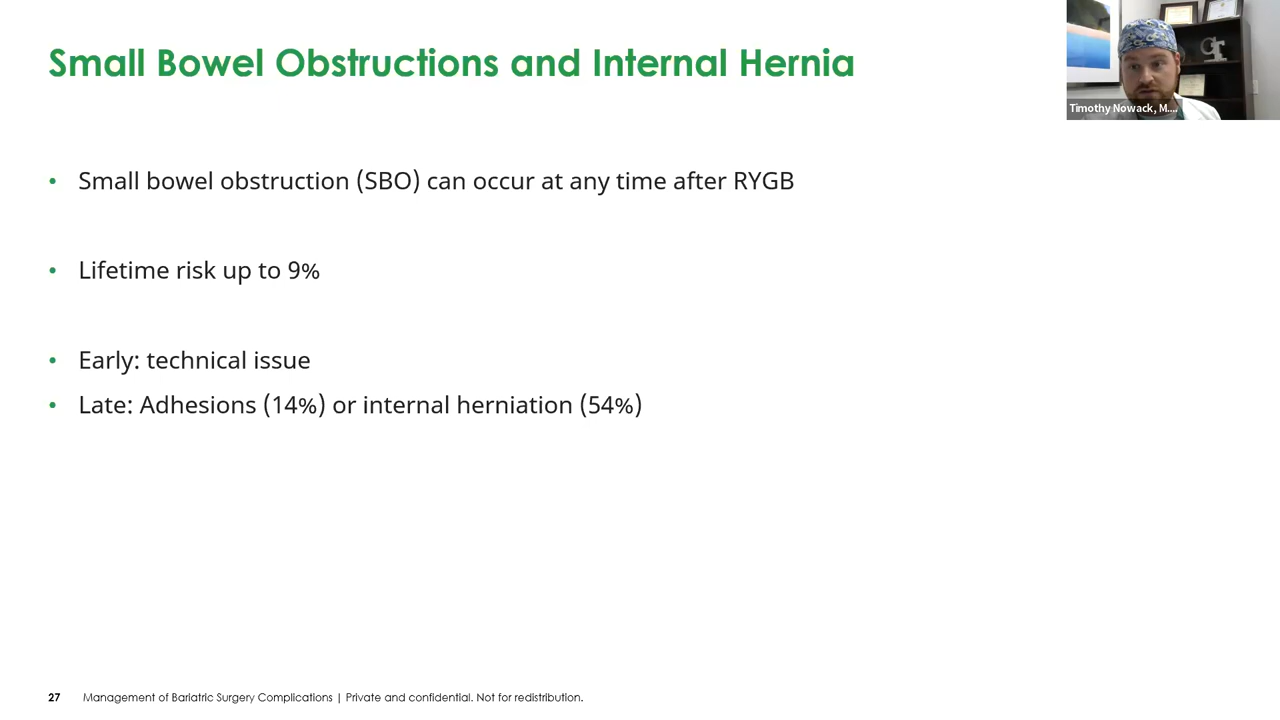 Small Bowel Obstructions and Internal Hernia
Timothy Nowack, M....
• Small bowel obstruction (SBO) can occur at any time after RYGB
• Lifetime risk up to 9%
• Early: technical issue
• Late: Adhesions (14%) or internal herniation (54%)
27 Management of Bariatric Surgery Complications | Private and confidential. Not for redistribution.